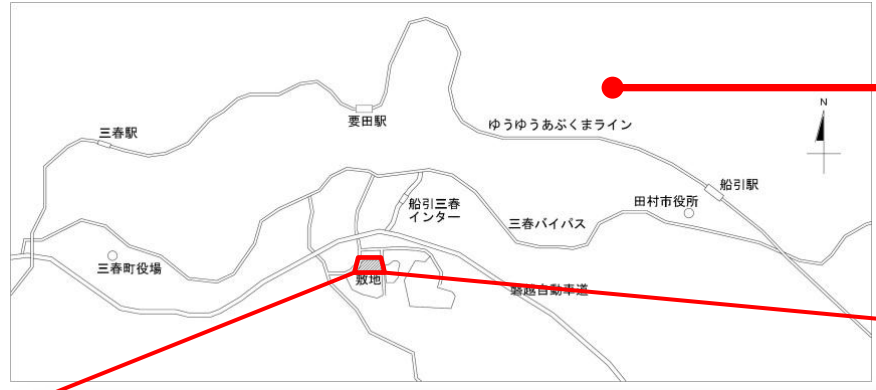 三春駅
要田駅
ゆうゆうあぶくまライン
N
船引駅
田村市役所
船引三春
インター
三春バイパス
三春町役場
敷地
磐越自動車道